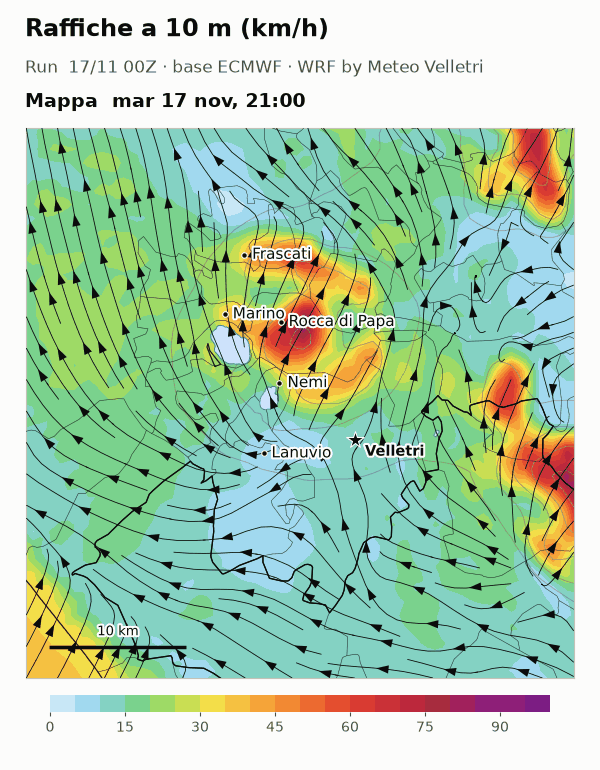 Raffiche a 10 m (km/h)
Run  17/11 00Z · base ECMWF · WRF by Meteo Velletri
Mappa  mar 17 nov, 21:00
Frascati
Marino
Rocca di Papa
Nemi
Velletri
Lanuvio
10 km
0 15 30 45 60 75 90